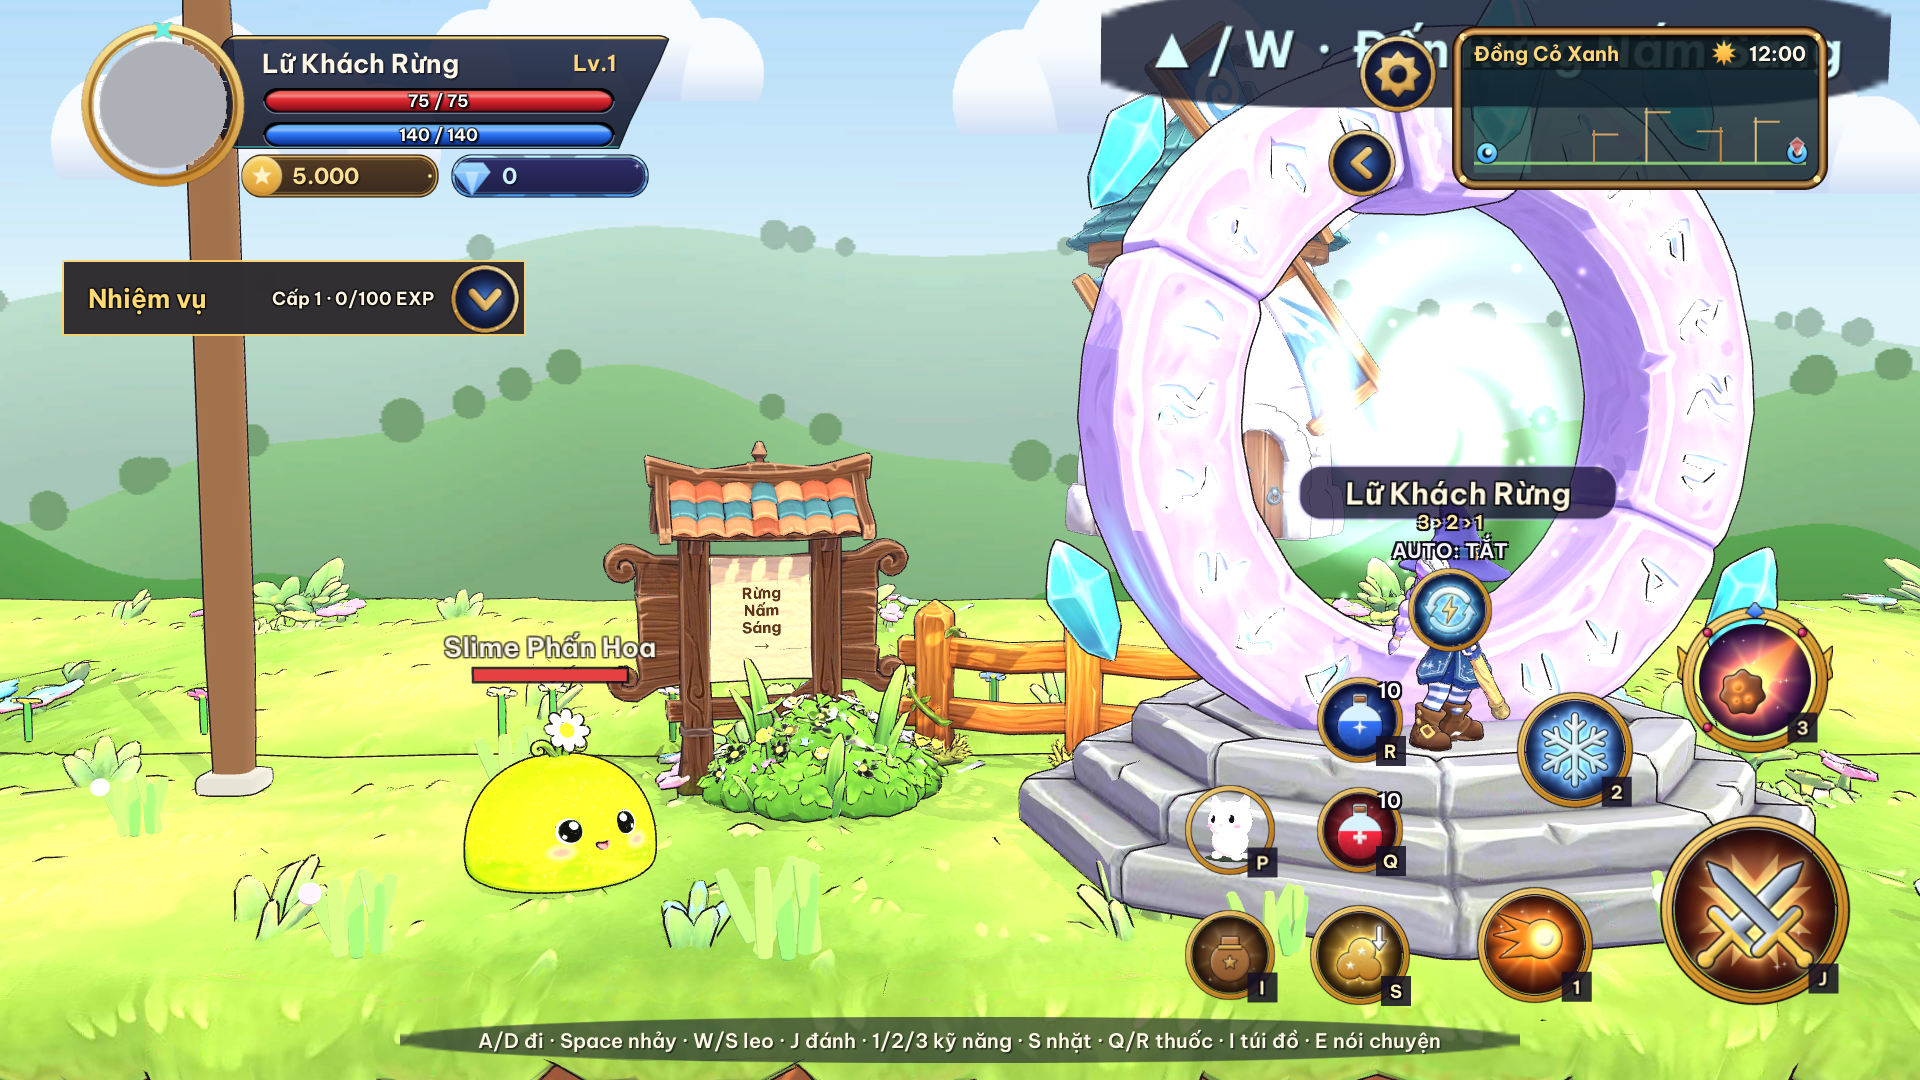 Lữ Khách Rừng Lv.1
75 / 75
140 / 140
5.000 0
▲ / W · Đến
Đồng Cỏ Xanh 12:00
Nhiệm vụ Cấp 1 · 0/100 EXP
Lữ Khách Rừng
3 › 2 › 1
AUTO: TẮT
Rừng
Nấm
Sáng
→
Slime Phấn Hoa
10
R
3
2
10
Q
P
I
S
1
J
A/D đi · Space nhảy · W/S leo · J đánh · 1/2/3 kỹ năng · S nhặt · Q/R thuốc · I túi đồ · E nói chuyện